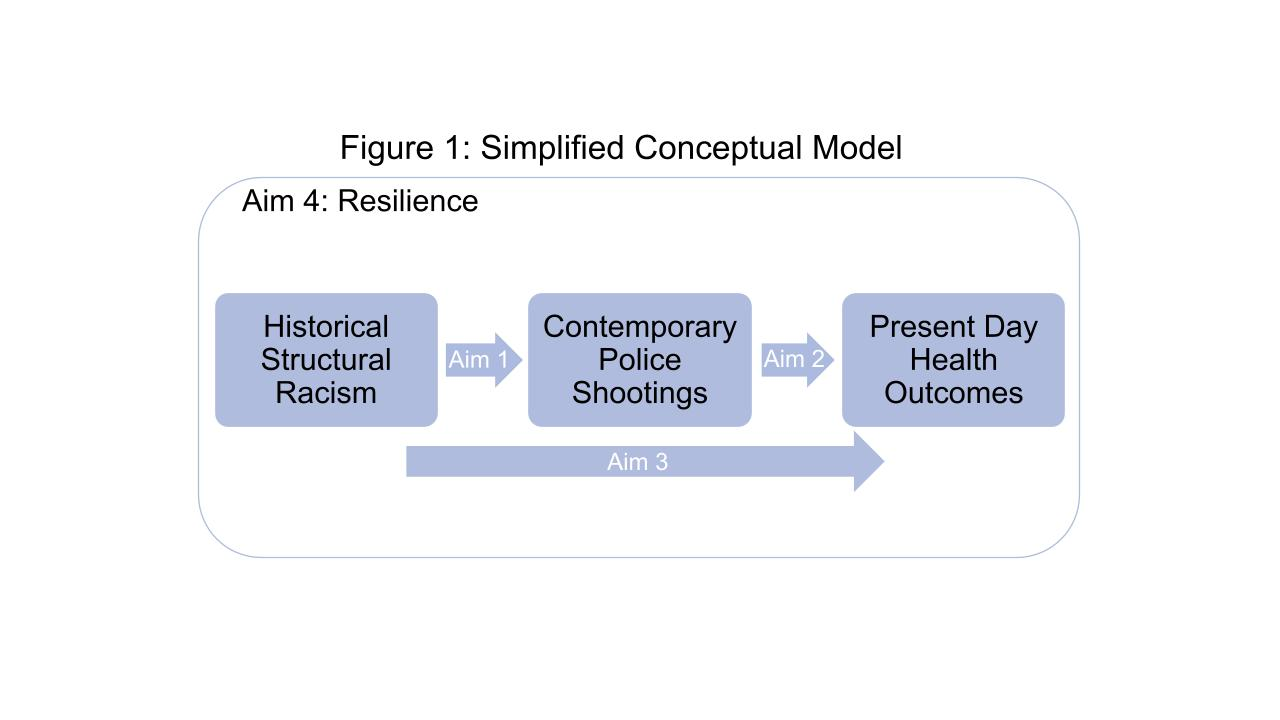 Figure 1: Simplified Conceptual Model
Aim 4: Resilience
Historical
Structural
Racism
Aim 1
Contemporary
Police
Shootings
Aim 2
Present Day
Health
Outcomes
Aim 3